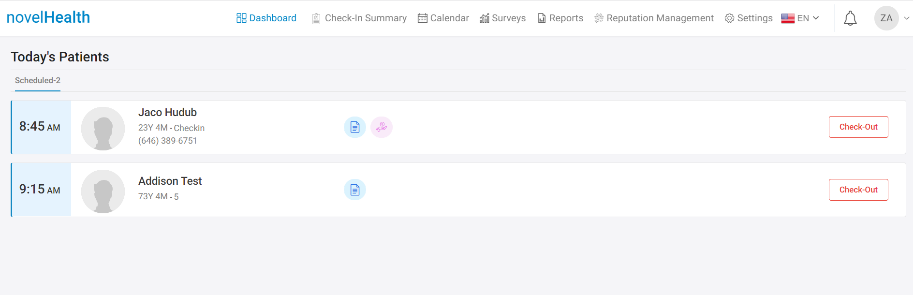 novelHealth
Dashboard
Check-In Summary
Calendar
Surveys
Reports
Reputation Management
Settings
EN
ZA
Today's Patients
Scheduled-2
8:45 AM
Jaco Hudub
23Y 4M - Checkin
(646) 389 6751
Check-Out
9:15 AM
Addison Test
73Y 4M - 5
Check-Out